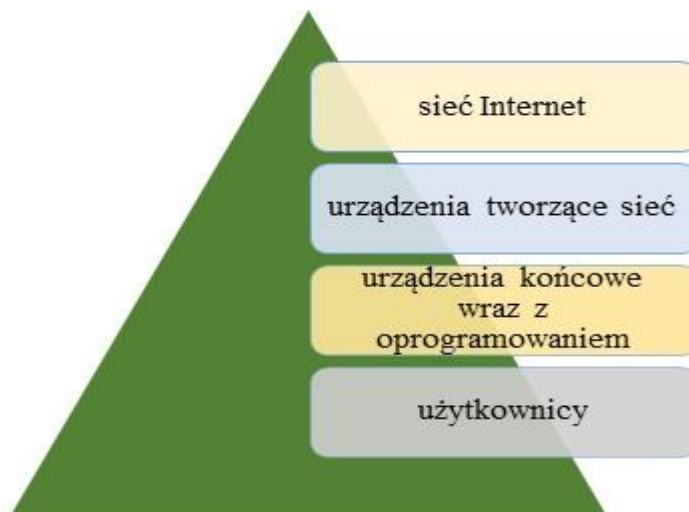 sieć Internet
urządzenia tworzące sieć
urządzenia końcowe
wraz z
oprogramowaniem
użytkownicy